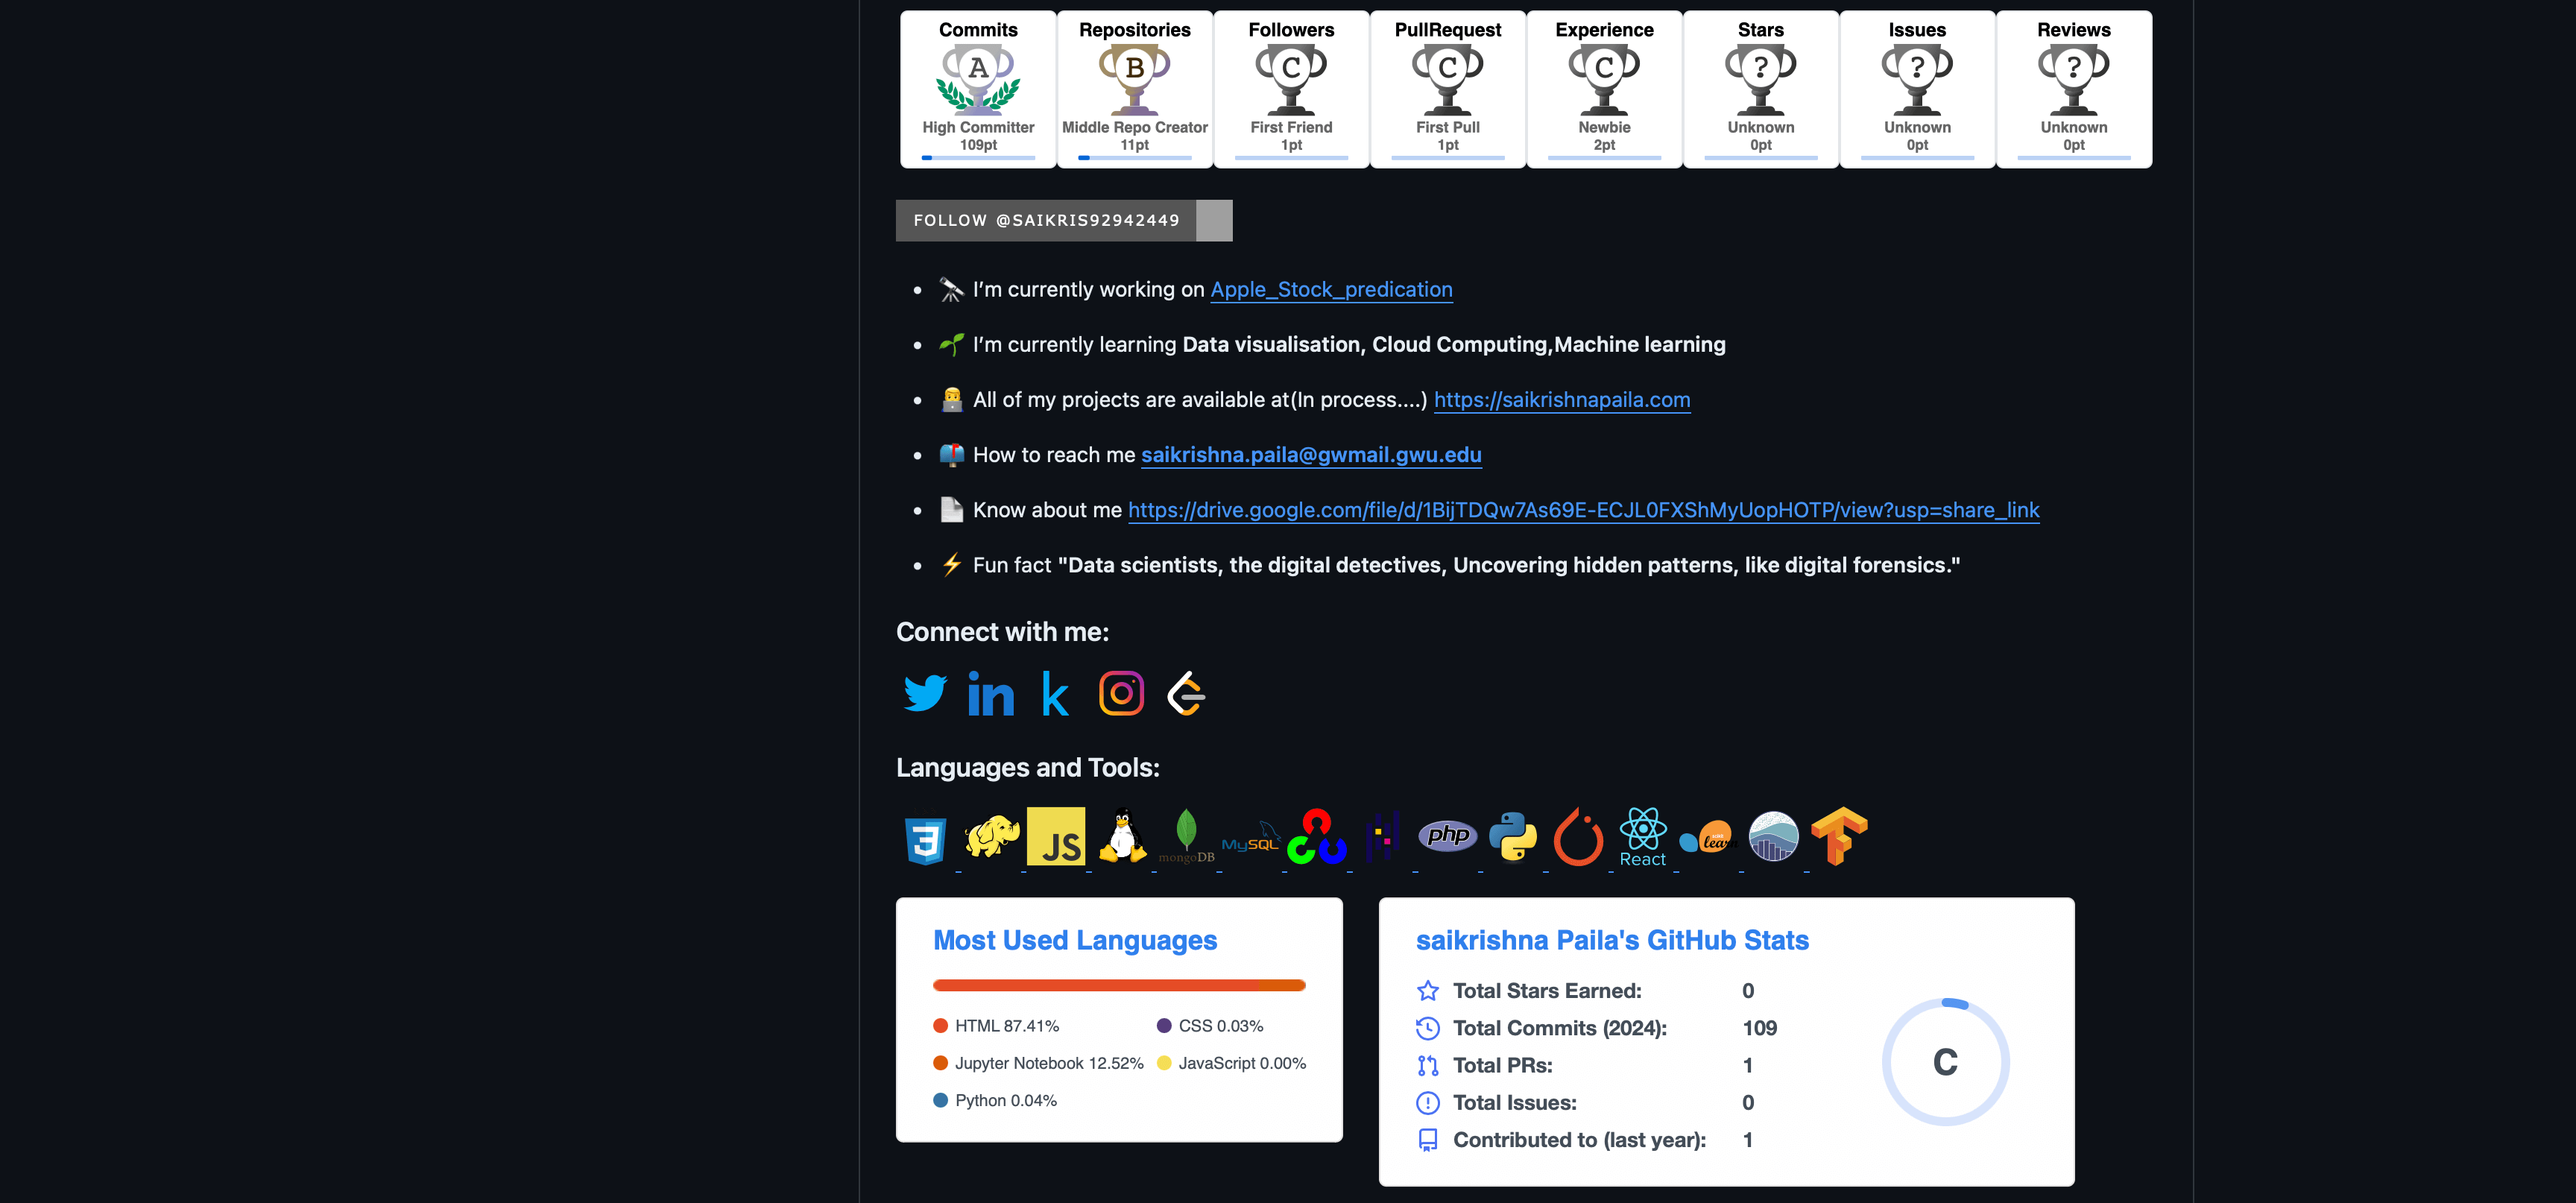 Commits Repositories Followers PullRequest Experience Stars Issues Reviews
A B C C C ? ? ?
High Committer Middle Repo Creator First Friend First Pull Newbie Unknown Unknown Unknown
109pt 11pt 1pt 1pt 2pt 0pt 0pt 0pt
FOLLOW @SAIKRIS92942449
I’m currently working on Apple_Stock_predication
I’m currently learning Data visualisation, Cloud Computing,Machine learning
All of my projects are available at(In process....) https://saikrishnapaila.com
How to reach me saikrishna.paila@gwmail.gwu.edu
Know about me https://drive.google.com/file/d/1BijTDQw7As69E-ECJL0FXShMyUopHOTP/view?usp=share_link
Fun fact "Data scientists, the digital detectives, Uncovering hidden patterns, like digital forensics."
Connect with me:
in k
Languages and Tools:
3 JS mongoDB MySQL php React learn
Most Used Languages
HTML 87.41% CSS 0.03%
Jupyter Notebook 12.52% JavaScript 0.00%
Python 0.04%
saikrishna Paila's GitHub Stats
Total Stars Earned: 0
Total Commits (2024): 109
Total PRs: 1
Total Issues: 0
Contributed to (last year): 1
C